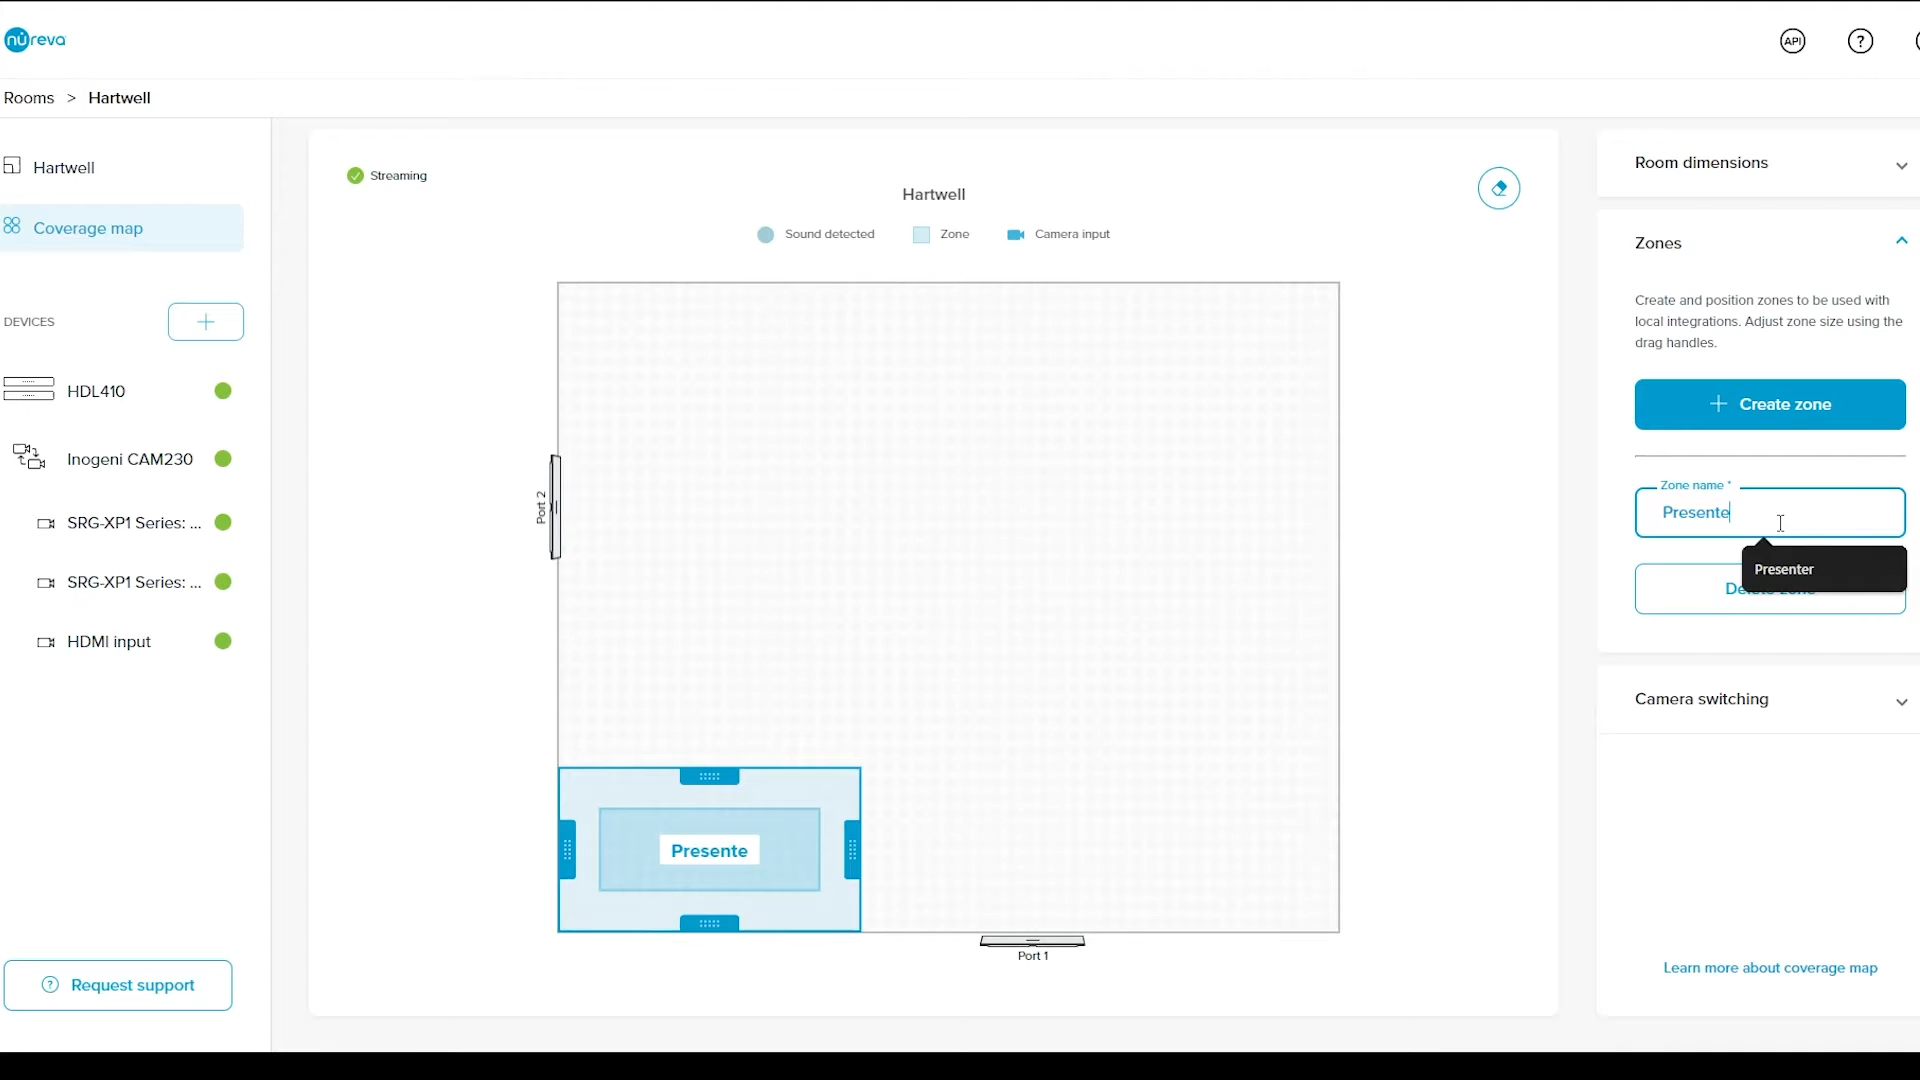 nureva
API
?
Rooms > Hartwell
Hartwell
Coverage map
DEVICES
HDL410
Inogeni CAM230
SRG-XP1 Series: ...
SRG-XP1 Series: ...
HDMI input
? Request support
Streaming
Hartwell
Sound detected
Zone
Camera input
Port 2
Presente
Port 1
Room dimensions
Zones
Create and position zones to be used with
local integrations. Adjust zone size using the
drag handles.
+ Create zone
Zone name *
Presente
Presenter
Camera switching
Learn more about coverage map